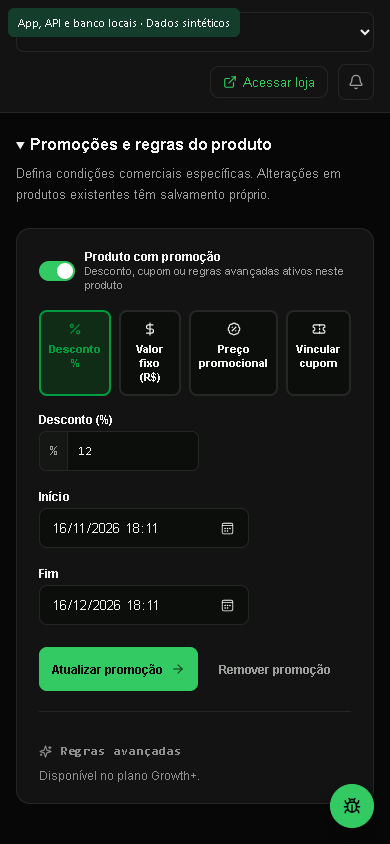 App, API e banco locais · Dados sintéticos
Acessar loja
▾ Promoções e regras do produto
Defina condições comerciais específicas. Alterações em
produtos existentes têm salvamento próprio.
Produto com promoção
Desconto, cupom ou regras avançadas ativos neste
produto
Desconto
%
Valor
fixo
(R$)
Preço
promocional
Vincular
cupom
Desconto (%)
% 12
Início
16/11/2026 18:11
Fim
16/12/2026 18:11
Atualizar promoção → Remover promoção
Regras avançadas
Disponível no plano Growth+.